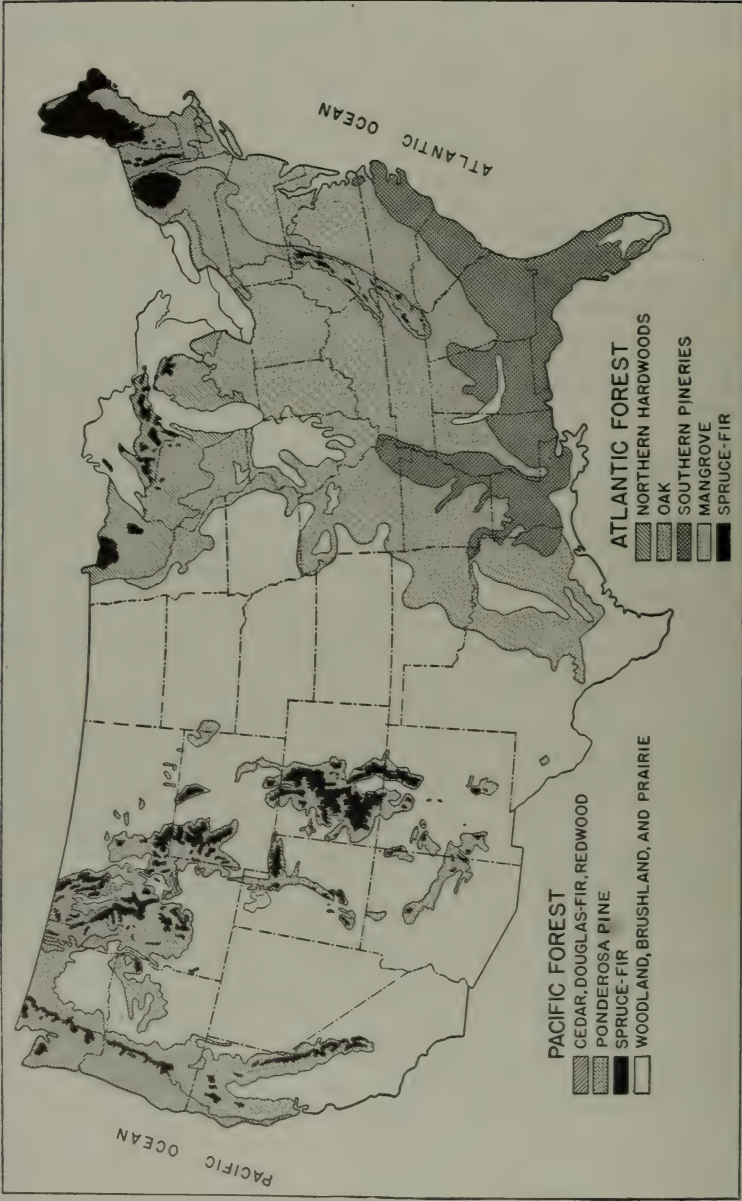 PACIFIC OCEAN
ATLANTIC OCEAN
PACIFIC FOREST
CEDAR, DOUGLAS-FIR, REDWOOD
PONDEROSA PINE
SPRUCE-FIR
WOODLAND, BRUSHLAND, AND PRAIRIE
ATLANTIC FOREST
NORTHERN HARDWOODS
OAK
SOUTHERN PINERIES
MANGROVE
SPRUCE-FIR